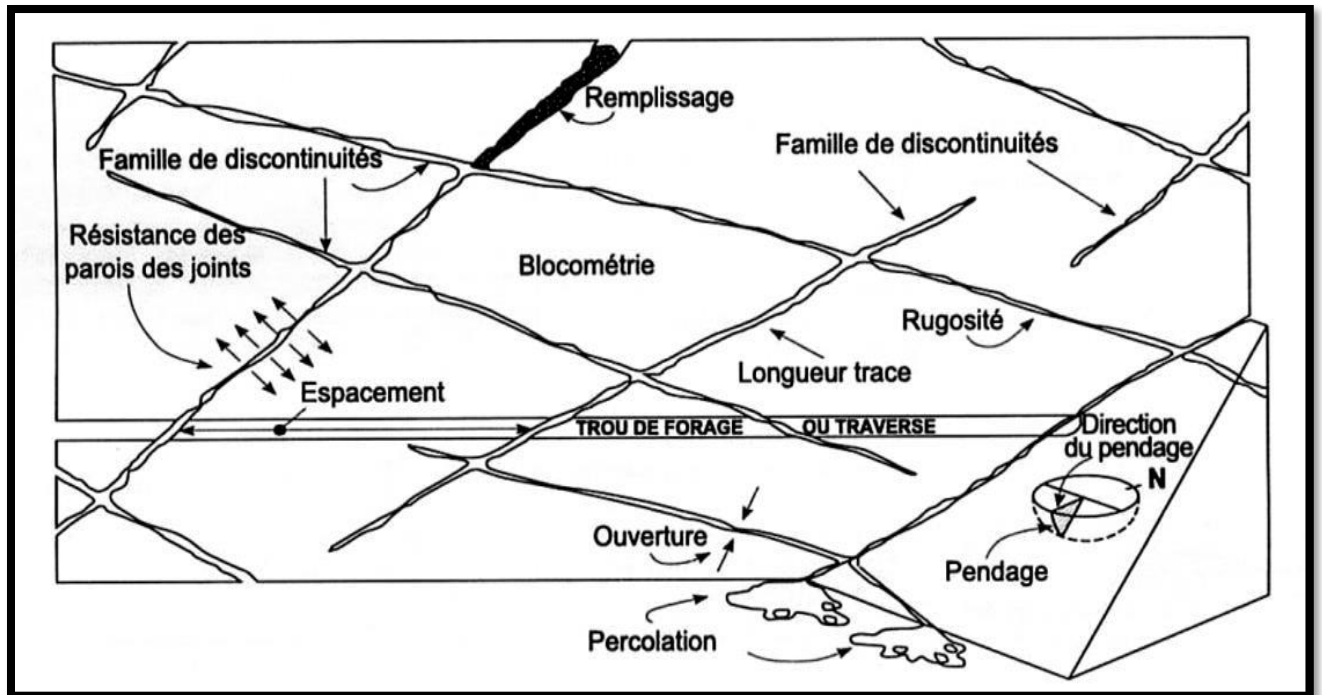 Remplissage
Famille de discontinuités
Famille de discontinuités
Résistance des
parois des joints
Blocométrie
Rugosité
Longueur trace
Espacement
TROU DE FORAGE OU TRAVERSE
Direction
du pendage
N
Ouverture
Pendage
Percolation